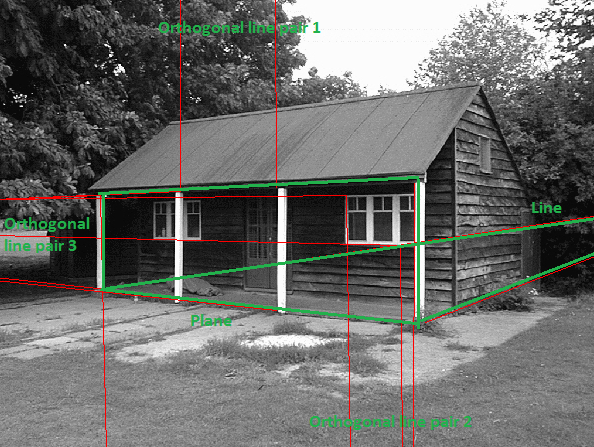 Orthogonal line pair 1
Line
Orthogonal
line pair 3
Plane
Orthogonal line pair 2